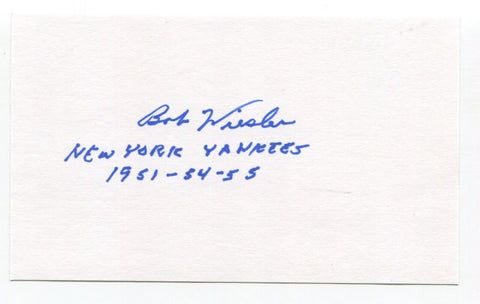 Bob Wiesler
NEW YORK YANKEES
1951-54-55